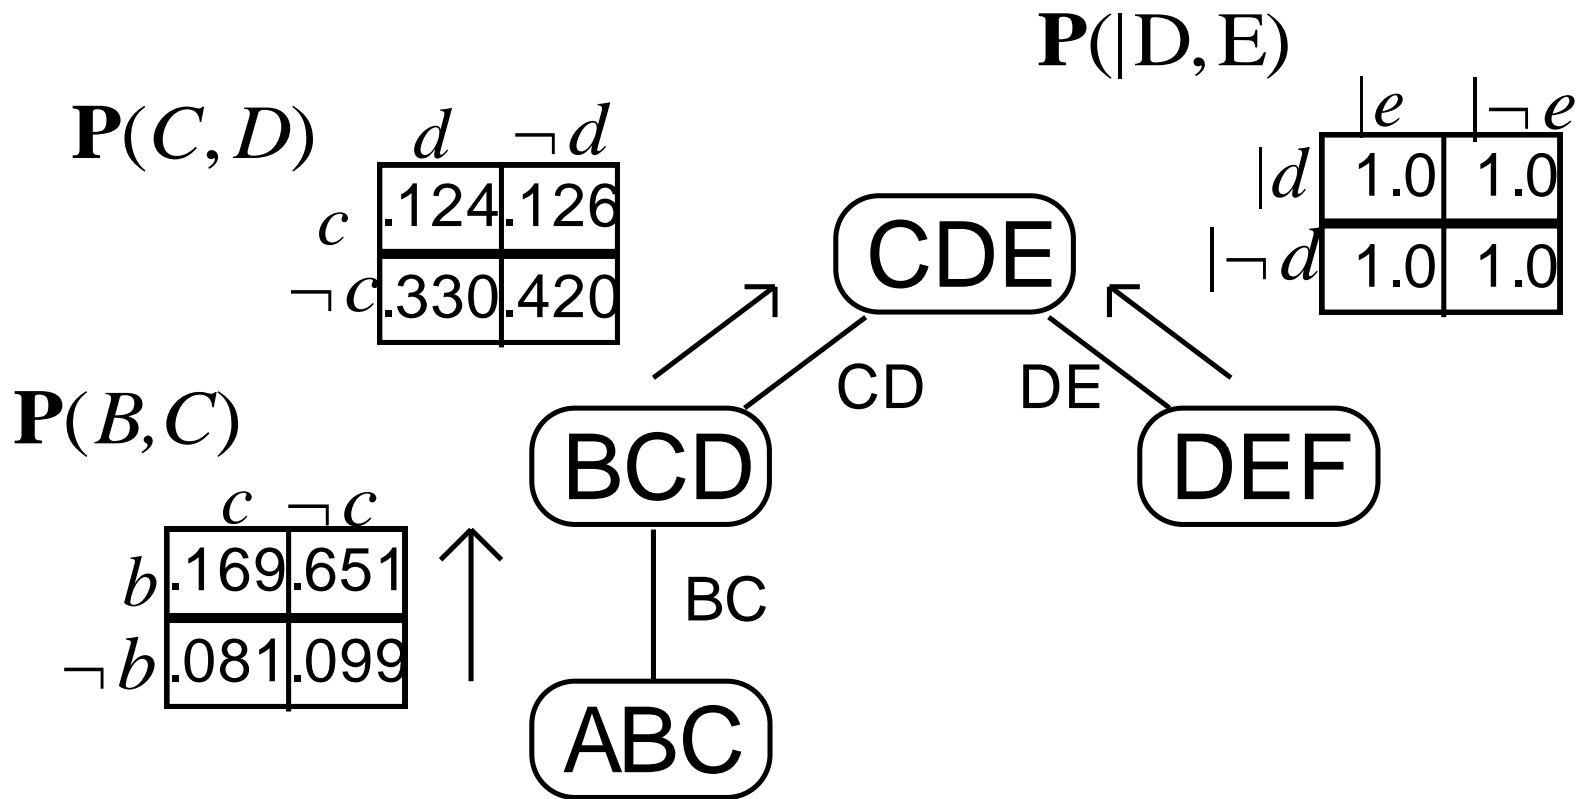 P(|D,E)
|e |¬e
|d 1.0 1.0
|¬d 1.0 1.0
P(C,D)
d ¬d
c .124 .126
¬c .330 .420
CDE
CD DE
P(B,C)
c ¬c
b .169 .651
¬b .081 .099
BCD
DEF
BC
ABC